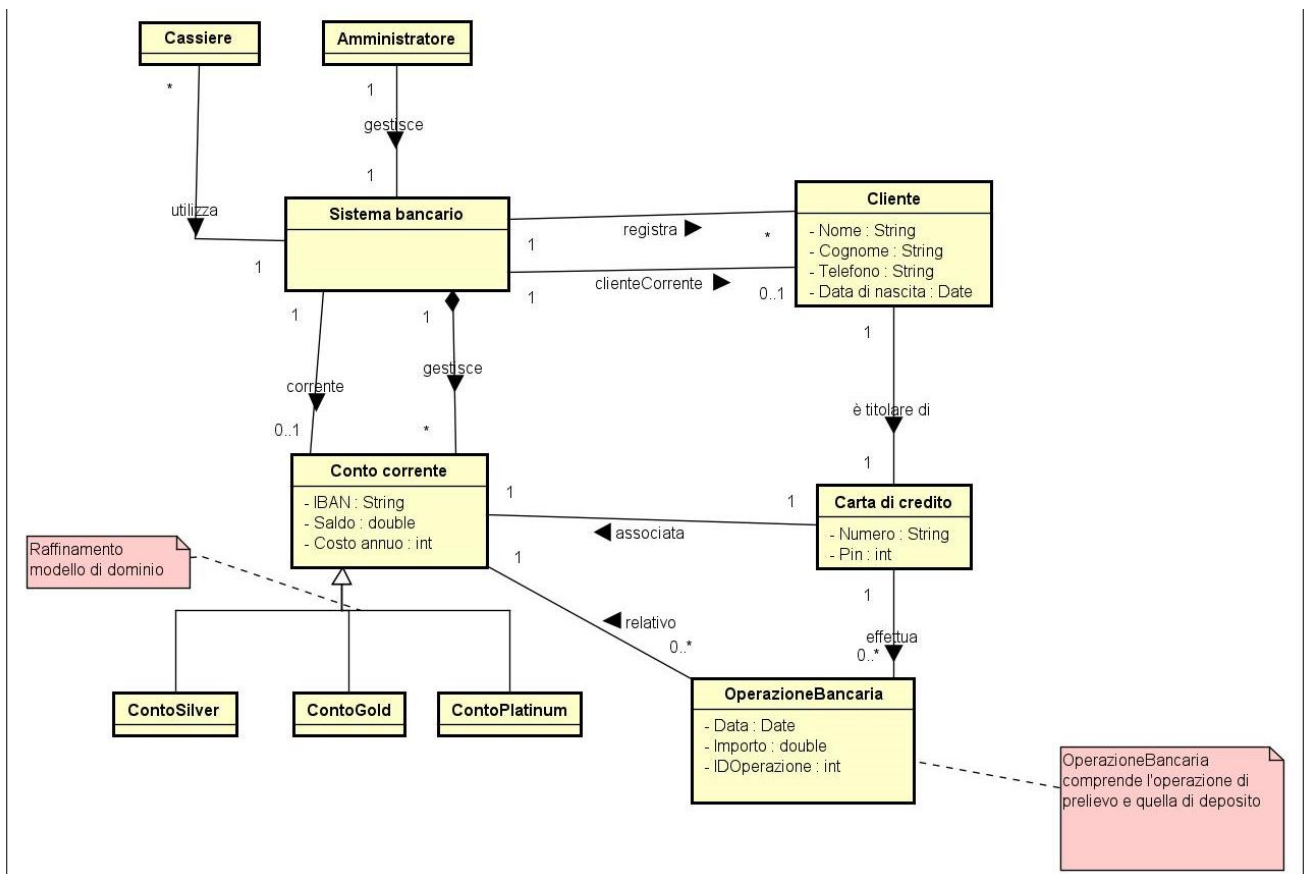 Cassiere
Amministratore
*
1
gestisce
1
utilizza
1
Sistema bancario
registra
1
*
clienteCorrente
1
0..1
Cliente
- Nome : String
- Cognome : String
- Telefono : String
- Data di nascita : Date
1
1
corrente
0..1
gestisce
*
1
è titolare di
1
Conto corrente
- IBAN : String
- Saldo : double
- Costo annuo : int
1
1
associata
Carta di credito
- Numero : String
- Pin : int
Raffinamento
modello di dominio
1
relativo
0..*
1
effettua
0..*
ContoSilver
ContoGold
ContoPlatinum
OperazioneBancaria
- Data : Date
- Importo : double
- IDOperazione : int
OperazioneBancaria
comprende l'operazione di
prelievo e quella di deposito